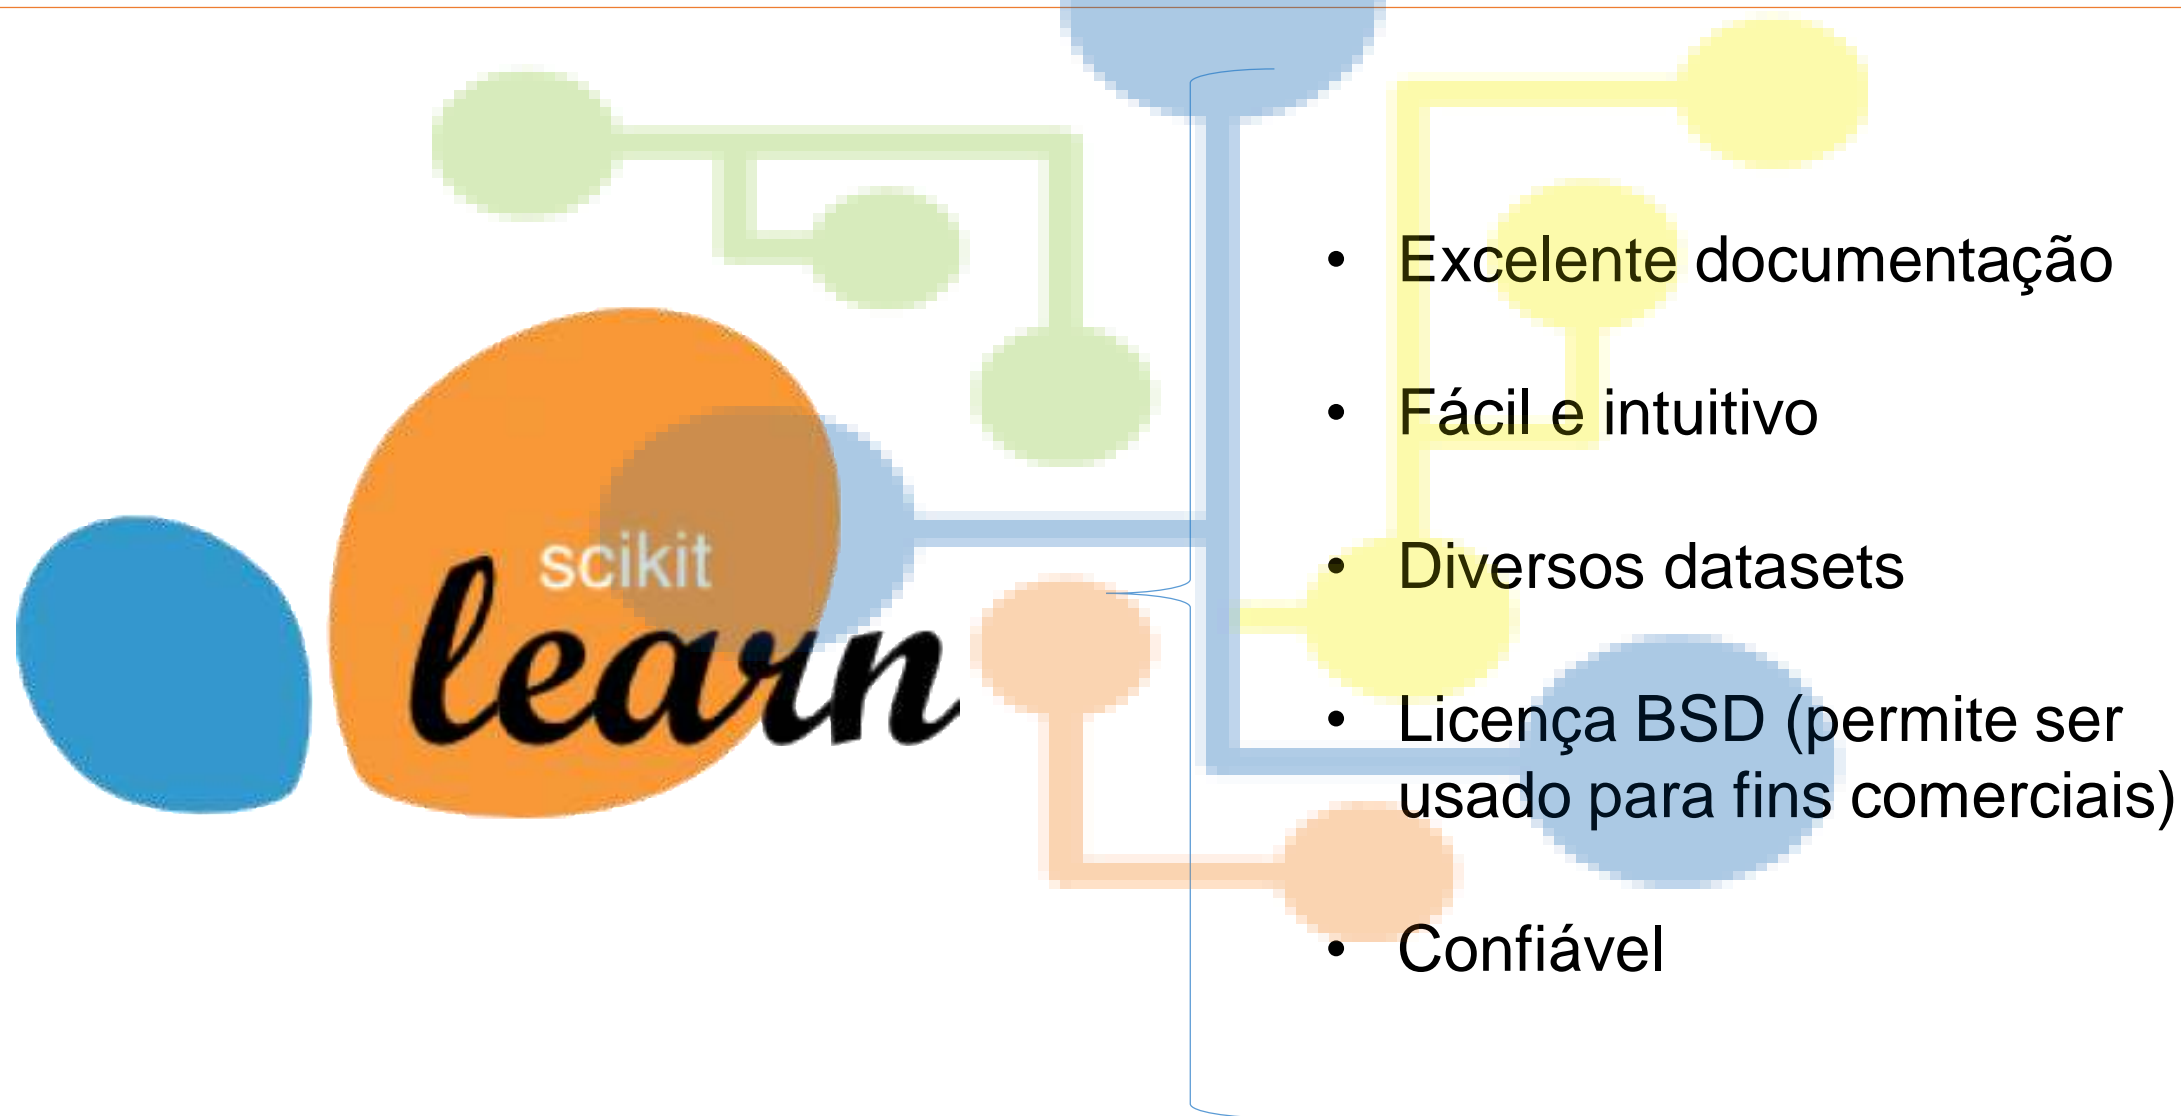 scikit
learn
• Excelente documentação
• Fácil e intuitivo
• Diversos datasets
• Licença BSD (permite ser
usado para fins comerciais)
• Confiável